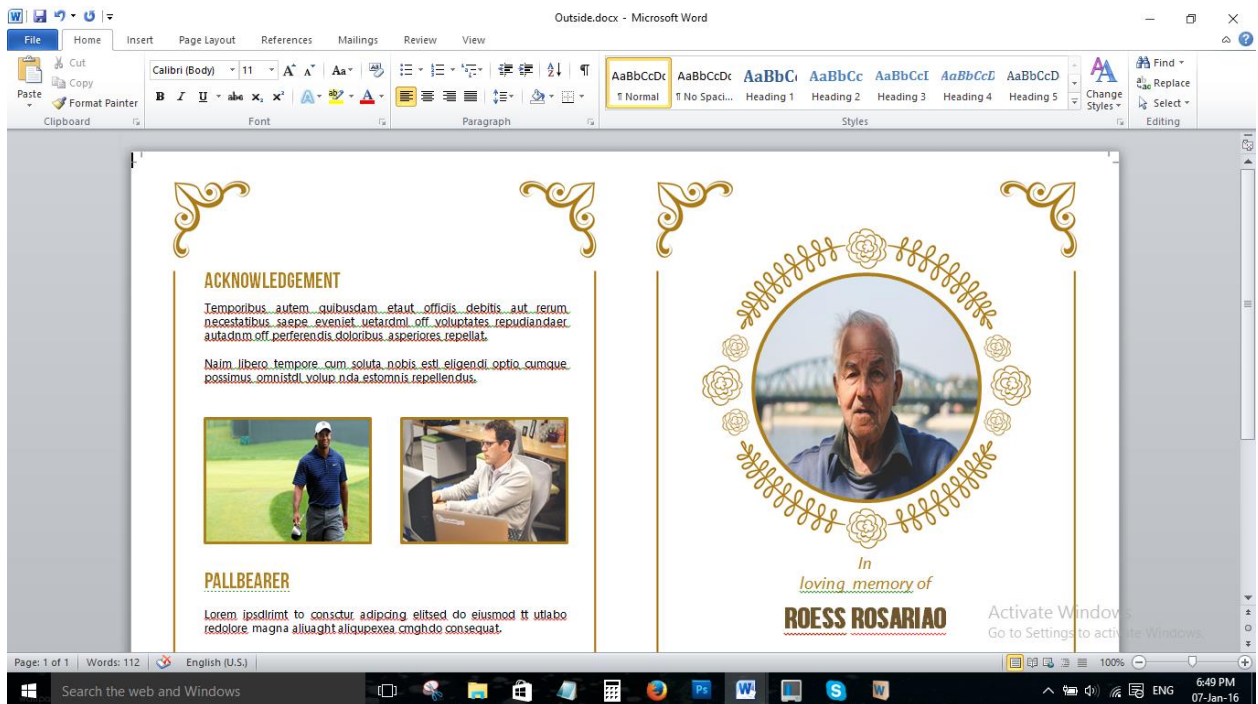 Outside.docx - Microsoft Word
File Home Insert Page Layout References Mailings Review View
Cut
Copy
Format Painter
Paste
Clipboard
Calibri (Body) 11
Font
Paragraph
AaBbCcDc AaBbCcDc AaBbC AaBbCc AaBbCcI AaBbCcD AaBbCcD
¶ Normal ¶ No Spaci... Heading 1 Heading 2 Heading 3 Heading 4 Heading 5
Styles
Change Styles
Find
Replace
Select
Editing
ACKNOWLEDGEMENT
Temporibus autem quibusdam etaut officiis debitis aut rerum
necestatibus saepe eveniet uetardml off voluptates repudiandaer
autadnm off perferendis doloribus asperiores repellat.
Naim libero tempore cum soluta nobis estl eligendi optio cumque
possimus omnistdl volup nda estomnis repellendus.
PALLBEARER
Lorem ipsdlrimt to consctur adipcing elitsed do eiusmod tt utlabo
redolore magna aliuaght aliqupexea cmghdo consequat.
In
loving memory of
ROESS ROSARIAO
Activate Windows
Go to Settings to activate Windows.
Page: 1 of 1 Words: 112 English (U.S.) 100%
Search the web and Windows
ENG
6:49 PM
07-Jan-16